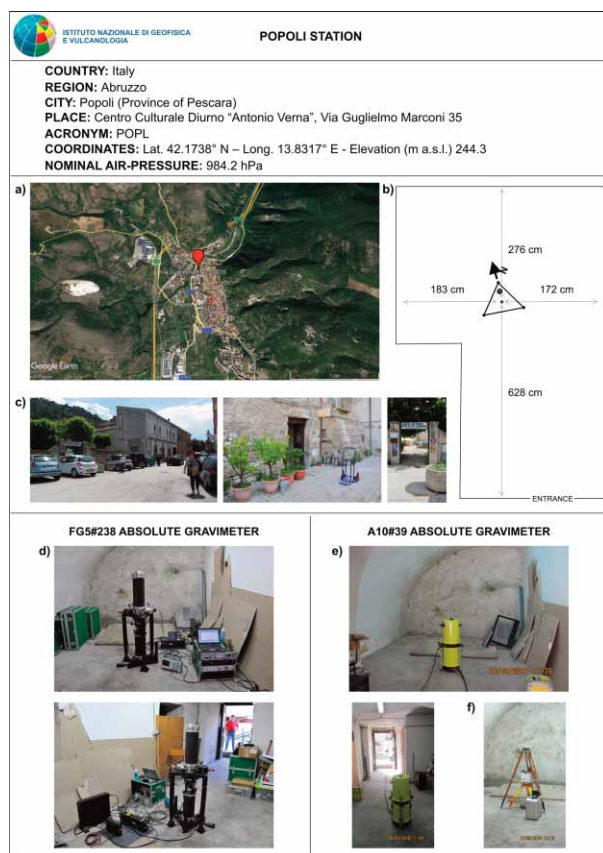 ISTITUTO NAZIONALE DI GEOFISICA
E VULCANOLOGIA
POPOLI STATION
COUNTRY: Italy
REGION: Abruzzo
CITY: Popoli (Province of Pescara)
PLACE: Centro Culturale Diurno “Antonio Verna”, Via Guglielmo Marconi 35
ACRONYM: POPL
COORDINATES: Lat. 42.1738° N – Long. 13.8317° E - Elevation (m a.s.l.) 244.3
NOMINAL AIR-PRESSURE: 984.2 hPa
a)
Google Earth
b)
276 cm
N
183 cm
172 cm
628 cm
ENTRANCE
c)
FG5#238 ABSOLUTE GRAVIMETER
A10#39 ABSOLUTE GRAVIMETER
d)
e)
f)